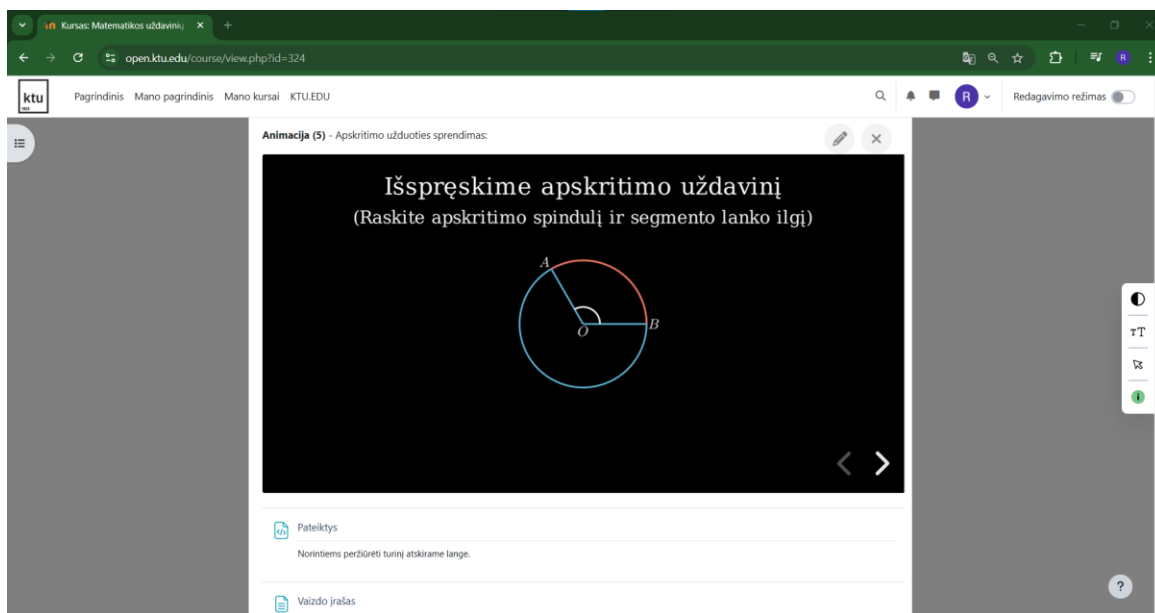 Kursas: Matematikos uždavinių
open.ktu.edu/course/view.php?id=324
R
ktu
1922
Pagrindinis Mano pagrindinis Mano kursai KTU.EDU
R
Redagavimo režimas
Animacija (5) - Apskritimo užduoties sprendimas:
Išspręskime apskritimo uždavinį
(Raskite apskritimo spindulį ir segmento lanko ilgį)
A
B
O
TT
Pateiktys
Norintiems peržiūrėti turinį atskirame lange.
Vaizdo įrašas
?